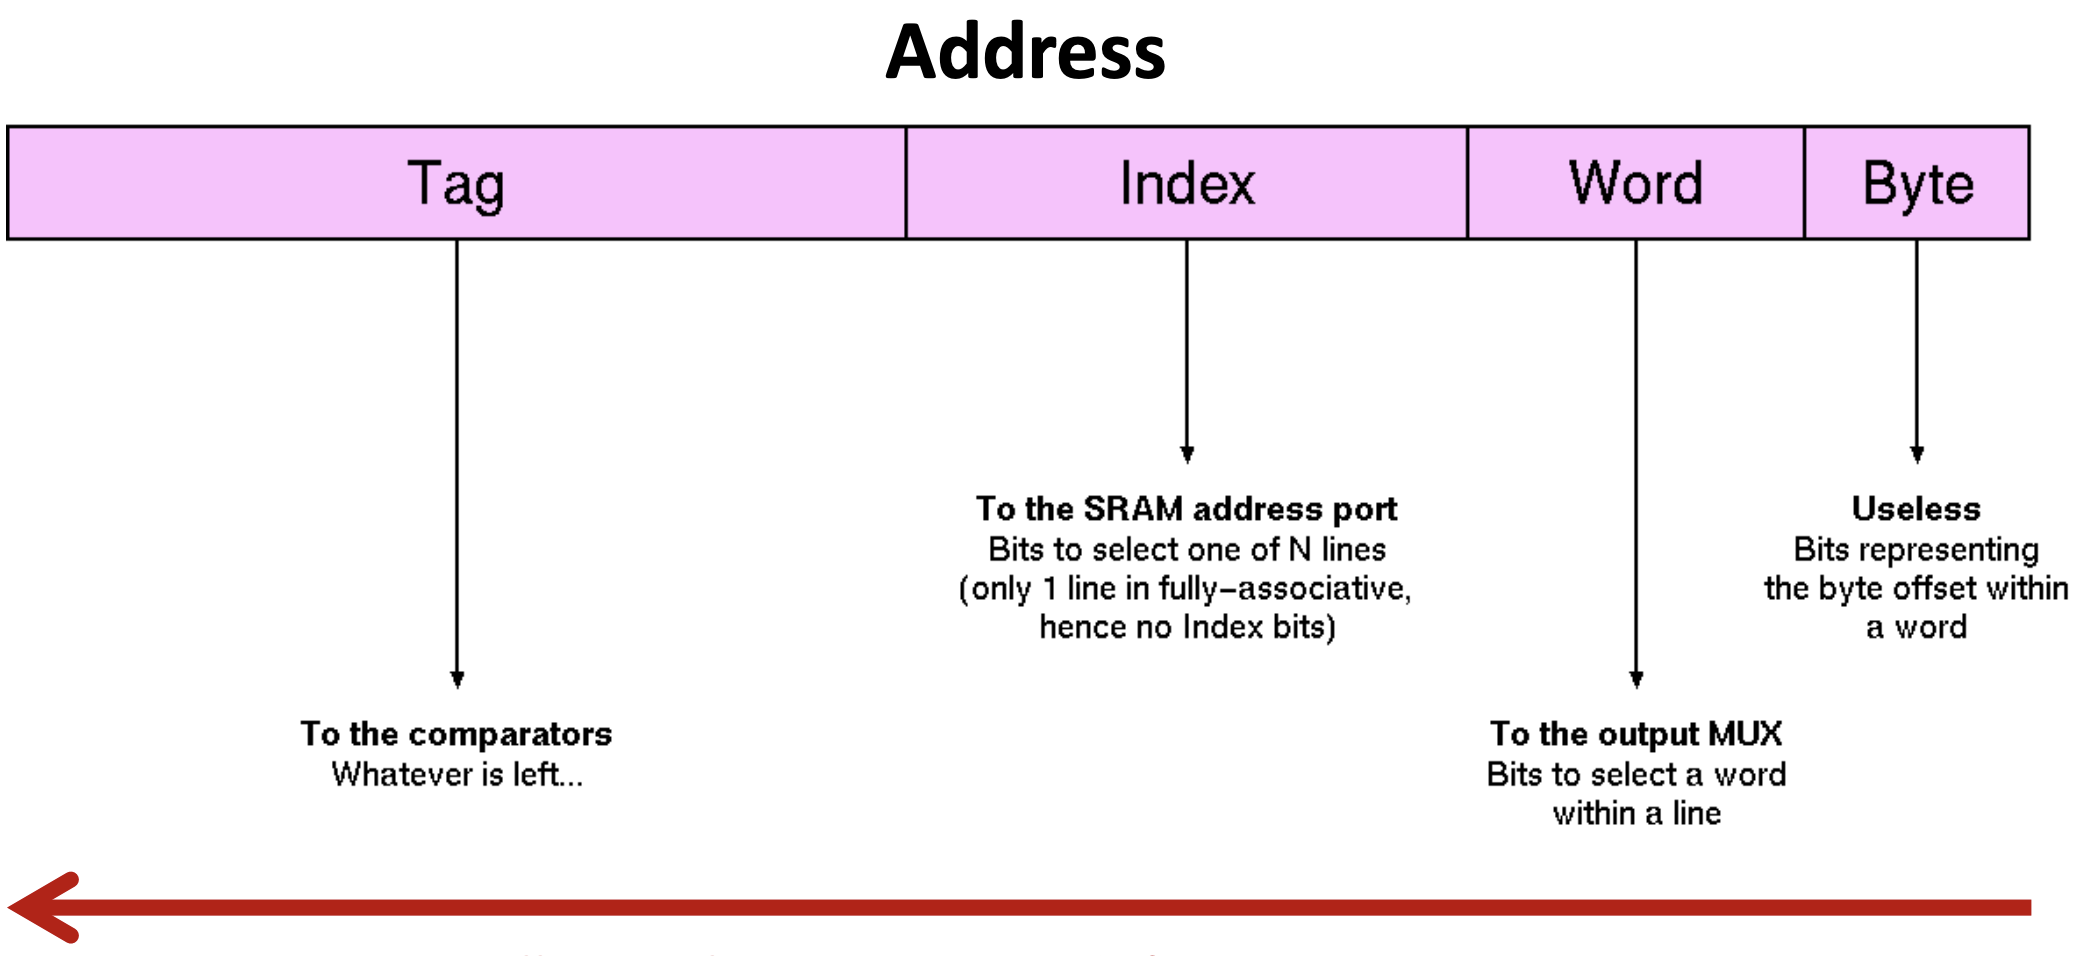 Address
Tag Index Word Byte
To the SRAM address port
Bits to select one of N lines
(only 1 line in fully-associative,
hence no Index bits)
Useless
Bits representing
the byte offset within
a word
To the comparators
Whatever is left...
To the output MUX
Bits to select a word
within a line